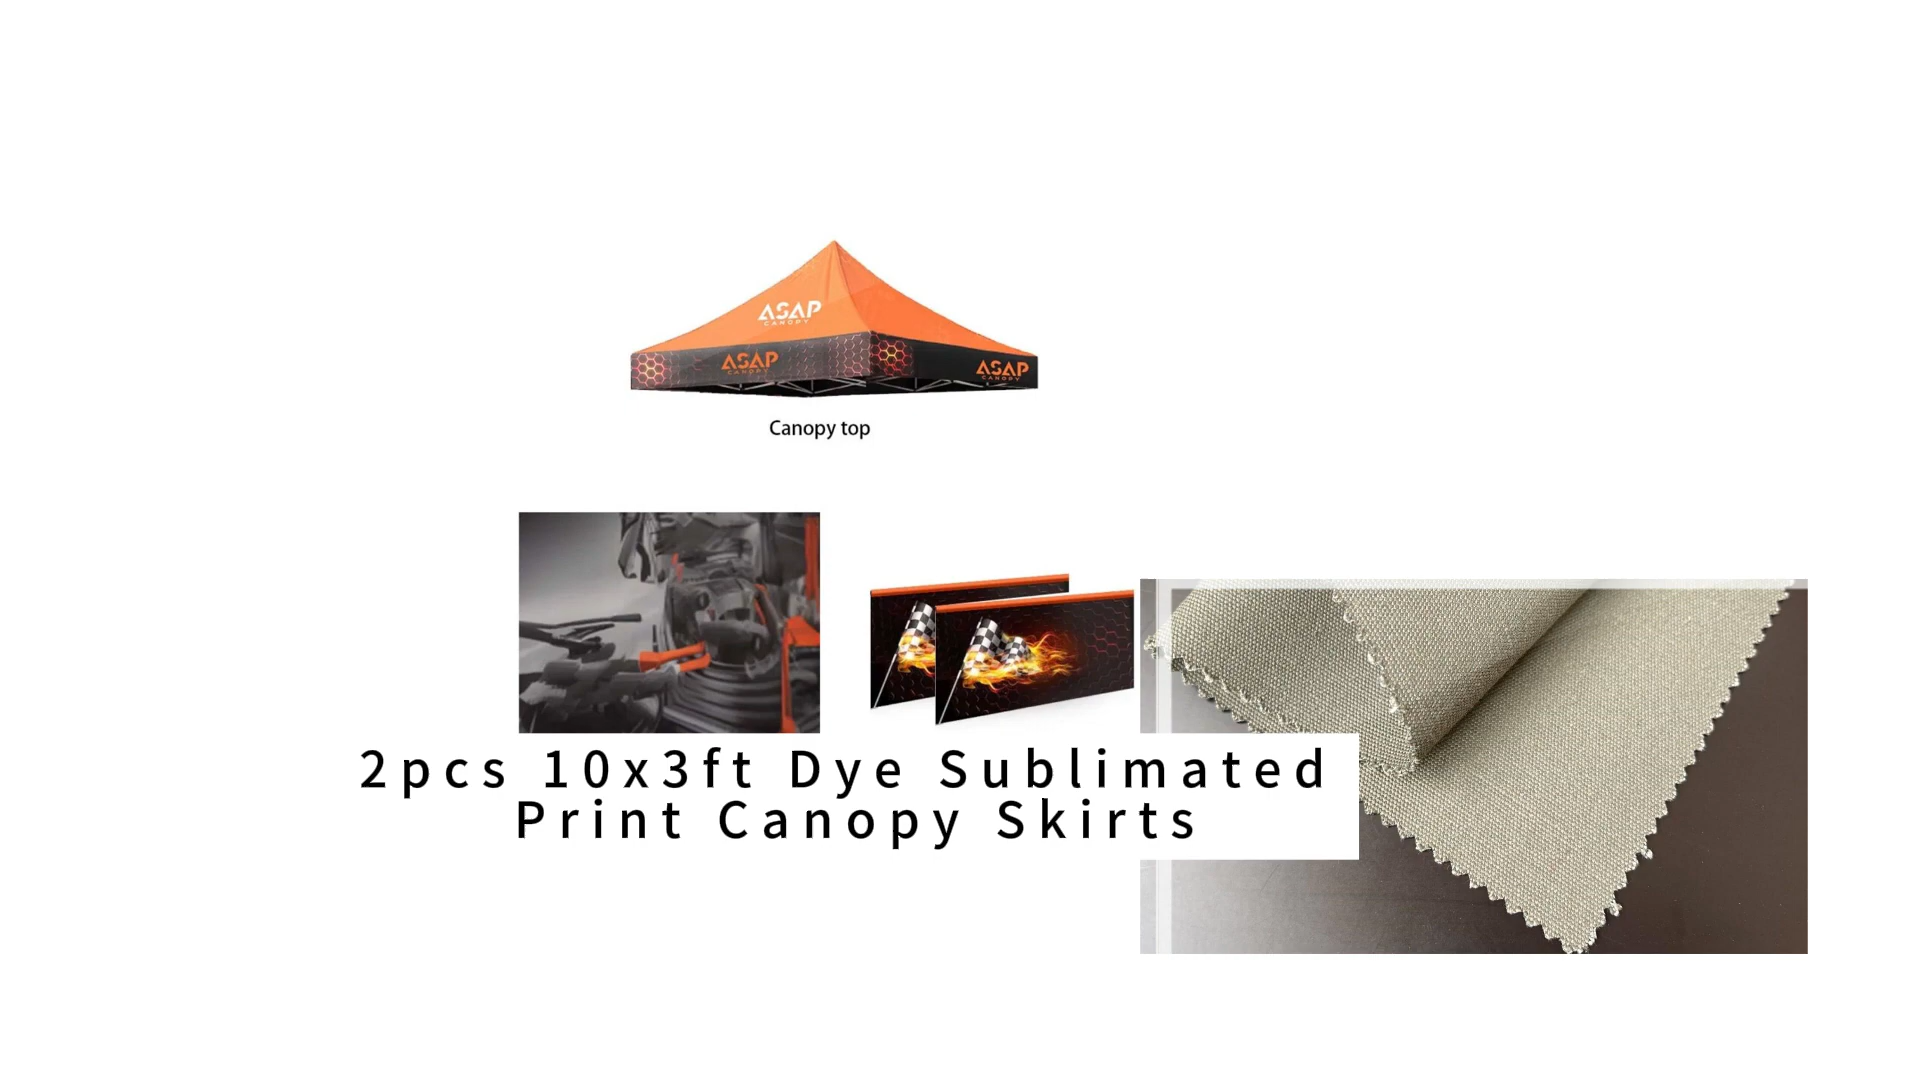 ASAP
CANOPY
ASAP
CANOPY
ASAP
CANOPY
Canopy top
2pcs 10x3ft Dye Sublimated
Print Canopy Skirts